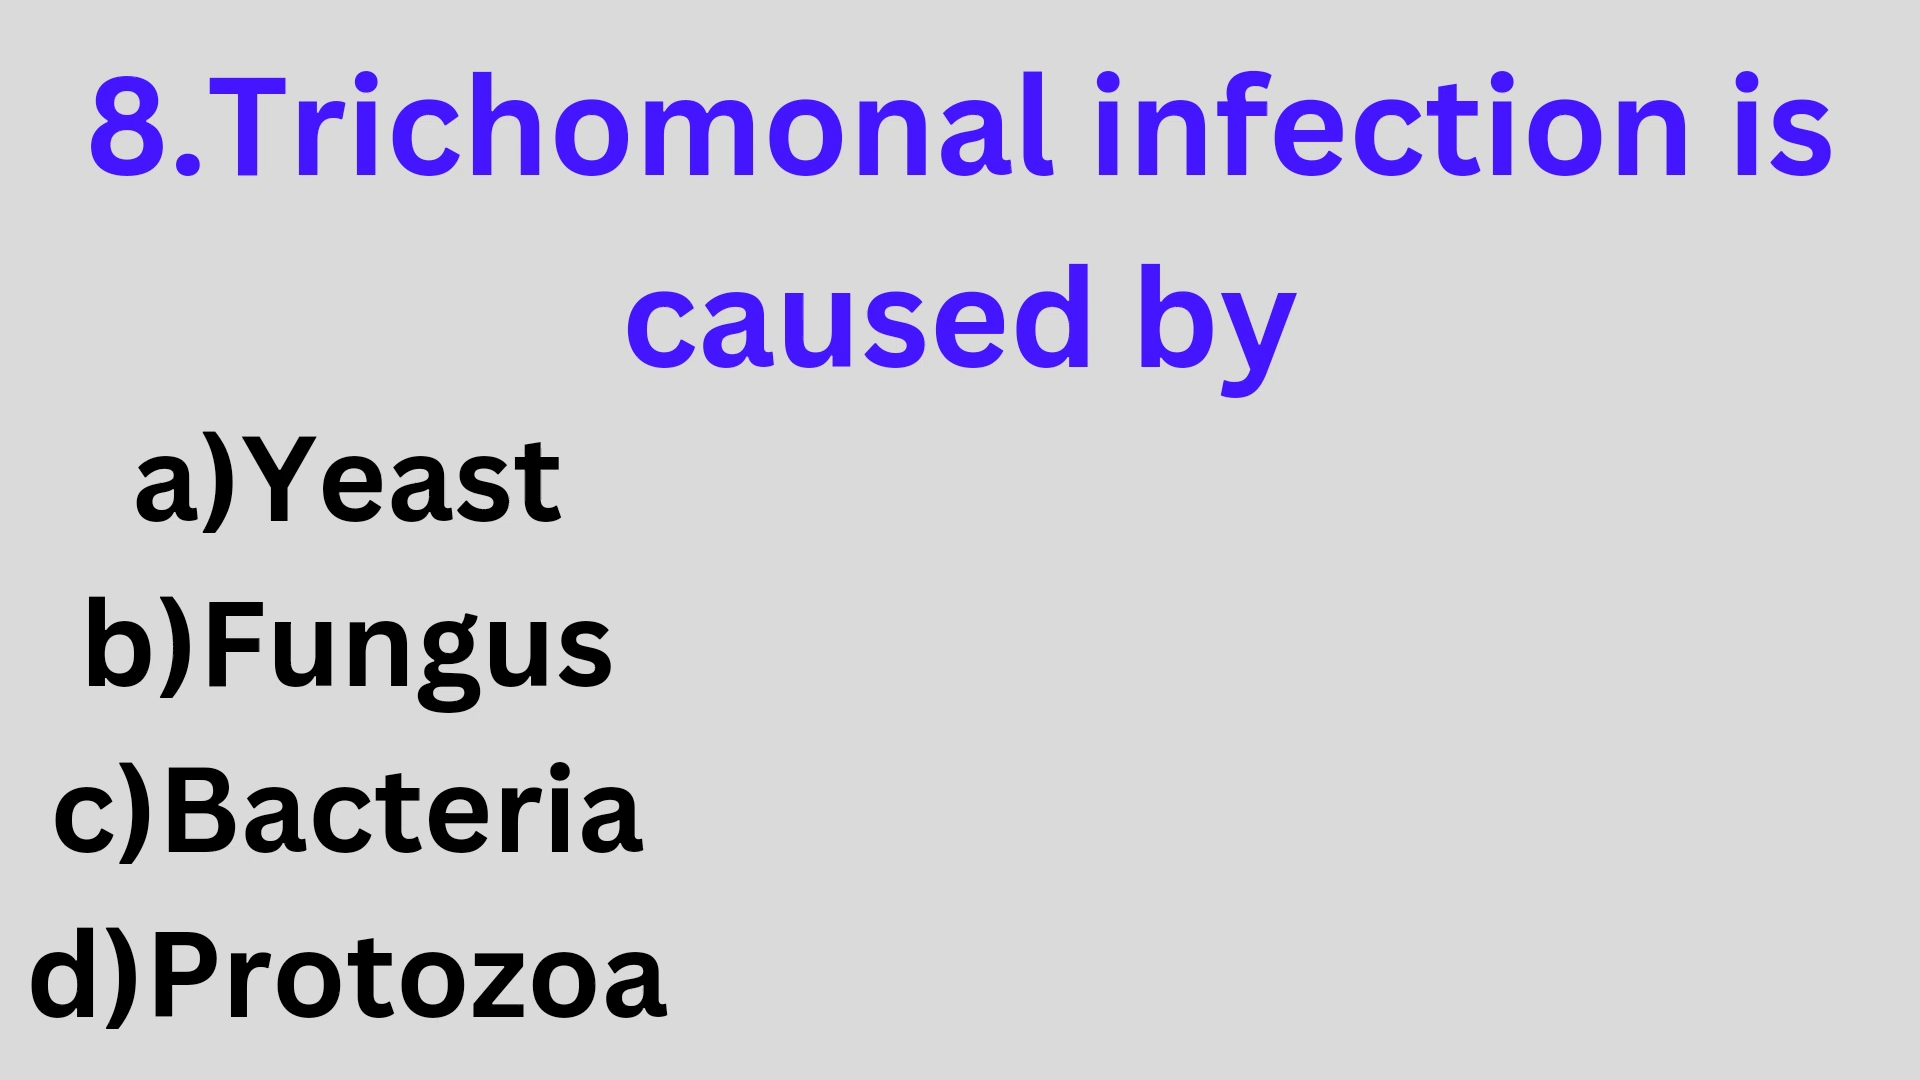 8.Trichomonal infection is
caused by
a)Yeast
b)Fungus
c)Bacteria
d)Protozoa